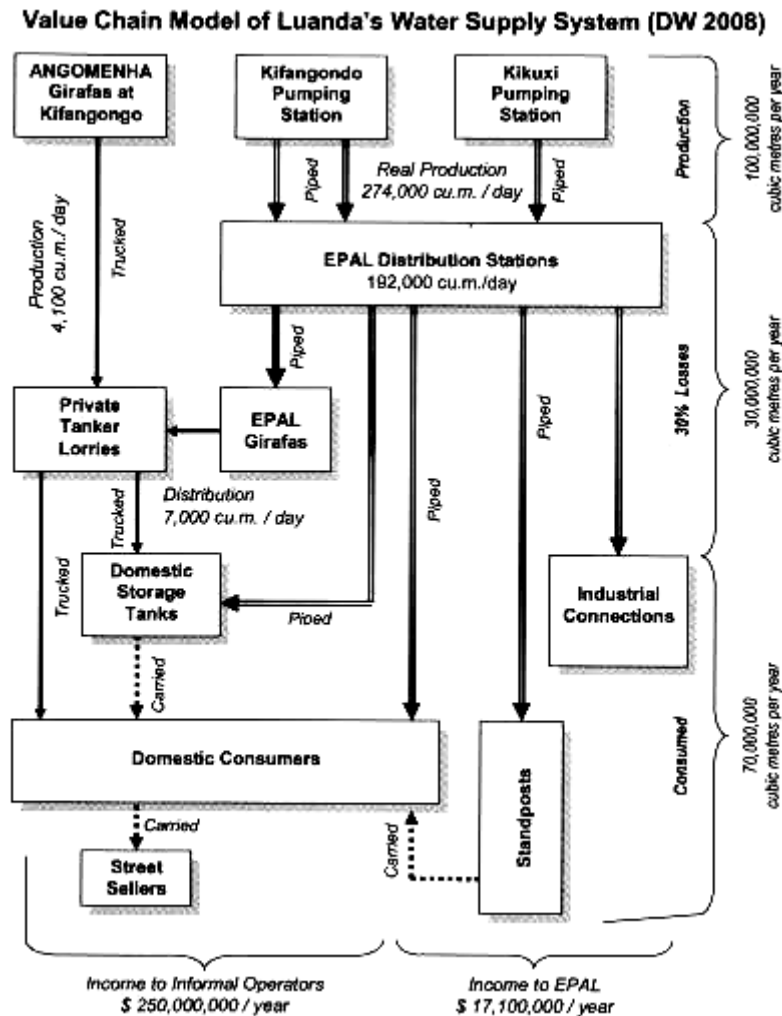 Value Chain Model of Luanda's Water Supply System (DW 2008)
ANGOMENHA
Girafas at
Kifangongo
Kifangondo
Pumping
Station
Kikuxi
Pumping
Station
Production
100,000,000
cubic metres per year
Piped
Real Production
274,000 cu.m. / day
Piped
Production
4,100 cu.m./ day
Trucked
EPAL Distribution Stations
192,000 cu.m./day
Piped
30% Losses
30,000,000
cubic metres per year
Private
Tanker
Lorries
EPAL
Girafas
Piped
Piped
Distribution
7,000 cu.m. / day
Trucked
Trucked
Domestic
Storage
Tanks
Piped
Industrial
Connections
Carried
Consumed
70,000,000
cubic metres per year
Domestic Consumers
Standposts
Carried
Carried
Street
Sellers
Income to Informal Operators
$ 250,000,000 / year
Income to EPAL
$ 17,100,000 / year